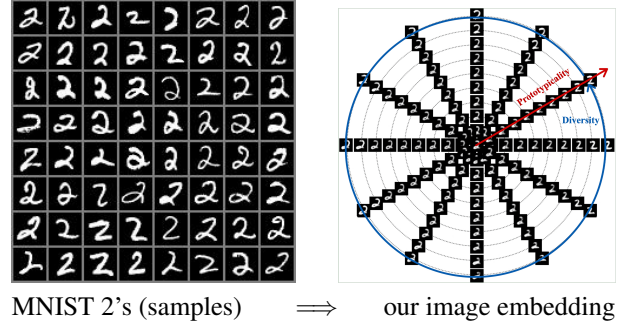 Prototypicality
Diversity
MNIST 2's (samples) ⟹ our image embedding